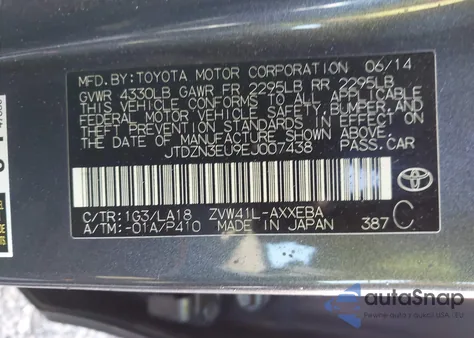 MFD.BY:TOYOTA MOTOR CORPORATION 06/14
GVWR 4330LB GAWR FR 2295LB RR 2295LB
THIS VEHICLE CONFORMS TO ALL APPLICABLE
FEDERAL MOTOR VEHICLE SAFETY, BUMPER, AND
THEFT PREVENTION STANDARDS IN EFFECT ON
THE DATE OF MANUFACTURE SHOWN ABOVE.
JTDZN3EU9EJ007438 PASS.CAR
C/TR:1G3/LA18 ZVW41L-AXXEBA
A/TM:-01A/P410 MADE IN JAPAN 387 C
TOYOTA
autoSnap